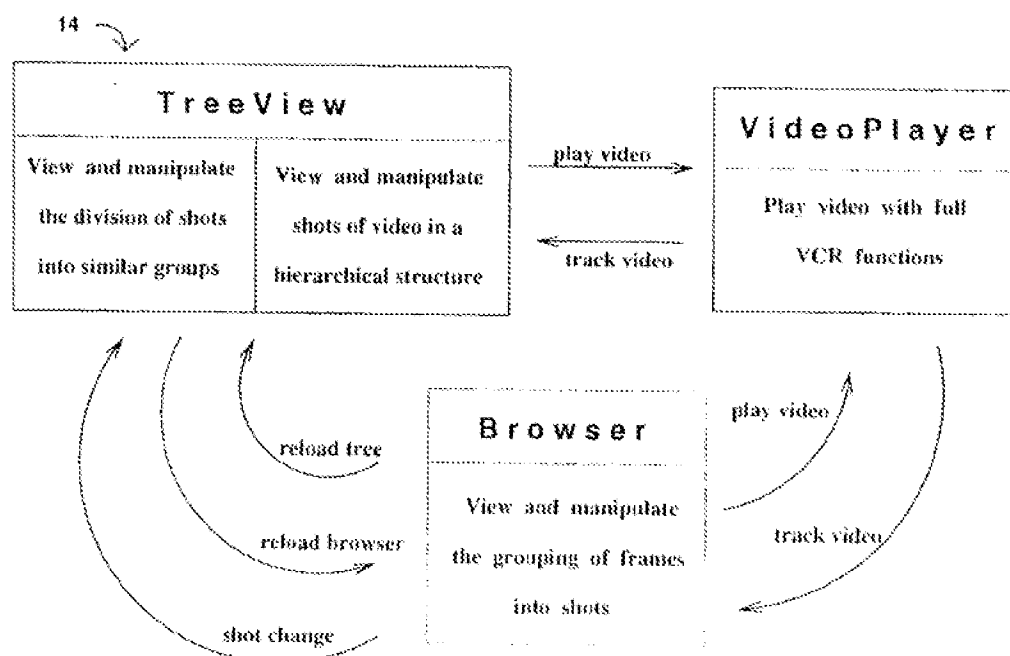 14
TreeView
View and manipulate
the division of shots
into similar groups
View and manipulate
shots of video in a
hierarchical structure
play video
track video
VideoPlayer
Play video with full
VCR functions
reload tree
reload browser
shot change
Browser
View and manipulate
the grouping of frames
into shots
play video
track video